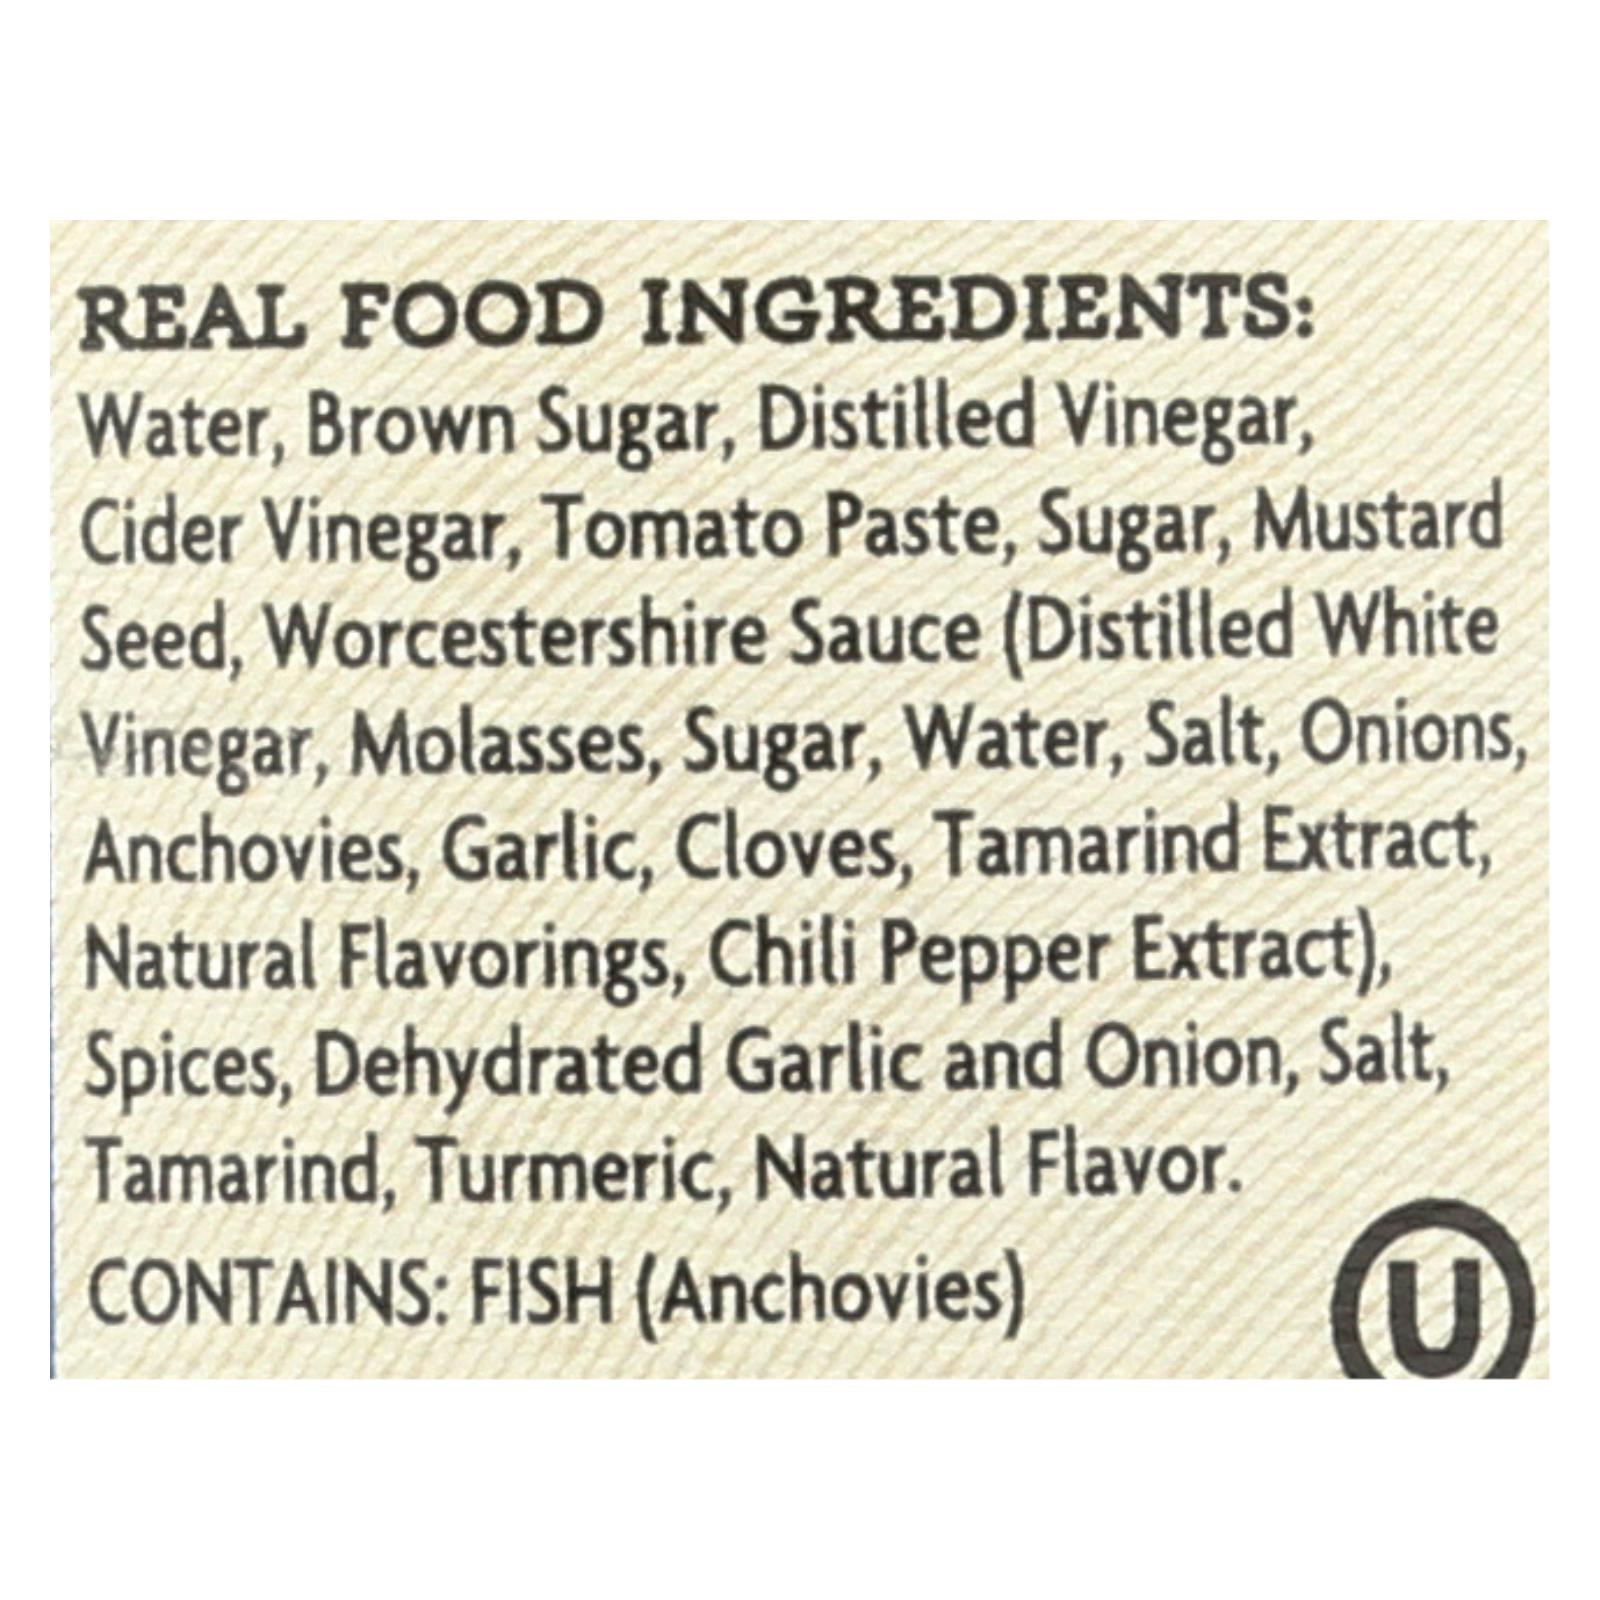 REAL FOOD INGREDIENTS:
Water, Brown Sugar, Distilled Vinegar,
Cider Vinegar, Tomato Paste, Sugar, Mustard
Seed, Worcestershire Sauce (Distilled White
Vinegar, Molasses, Sugar, Water, Salt, Onions,
Anchovies, Garlic, Cloves, Tamarind Extract,
Natural Flavorings, Chili Pepper Extract),
Spices, Dehydrated Garlic and Onion, Salt,
Tamarind, Turmeric, Natural Flavor.
CONTAINS: FISH (Anchovies)
U